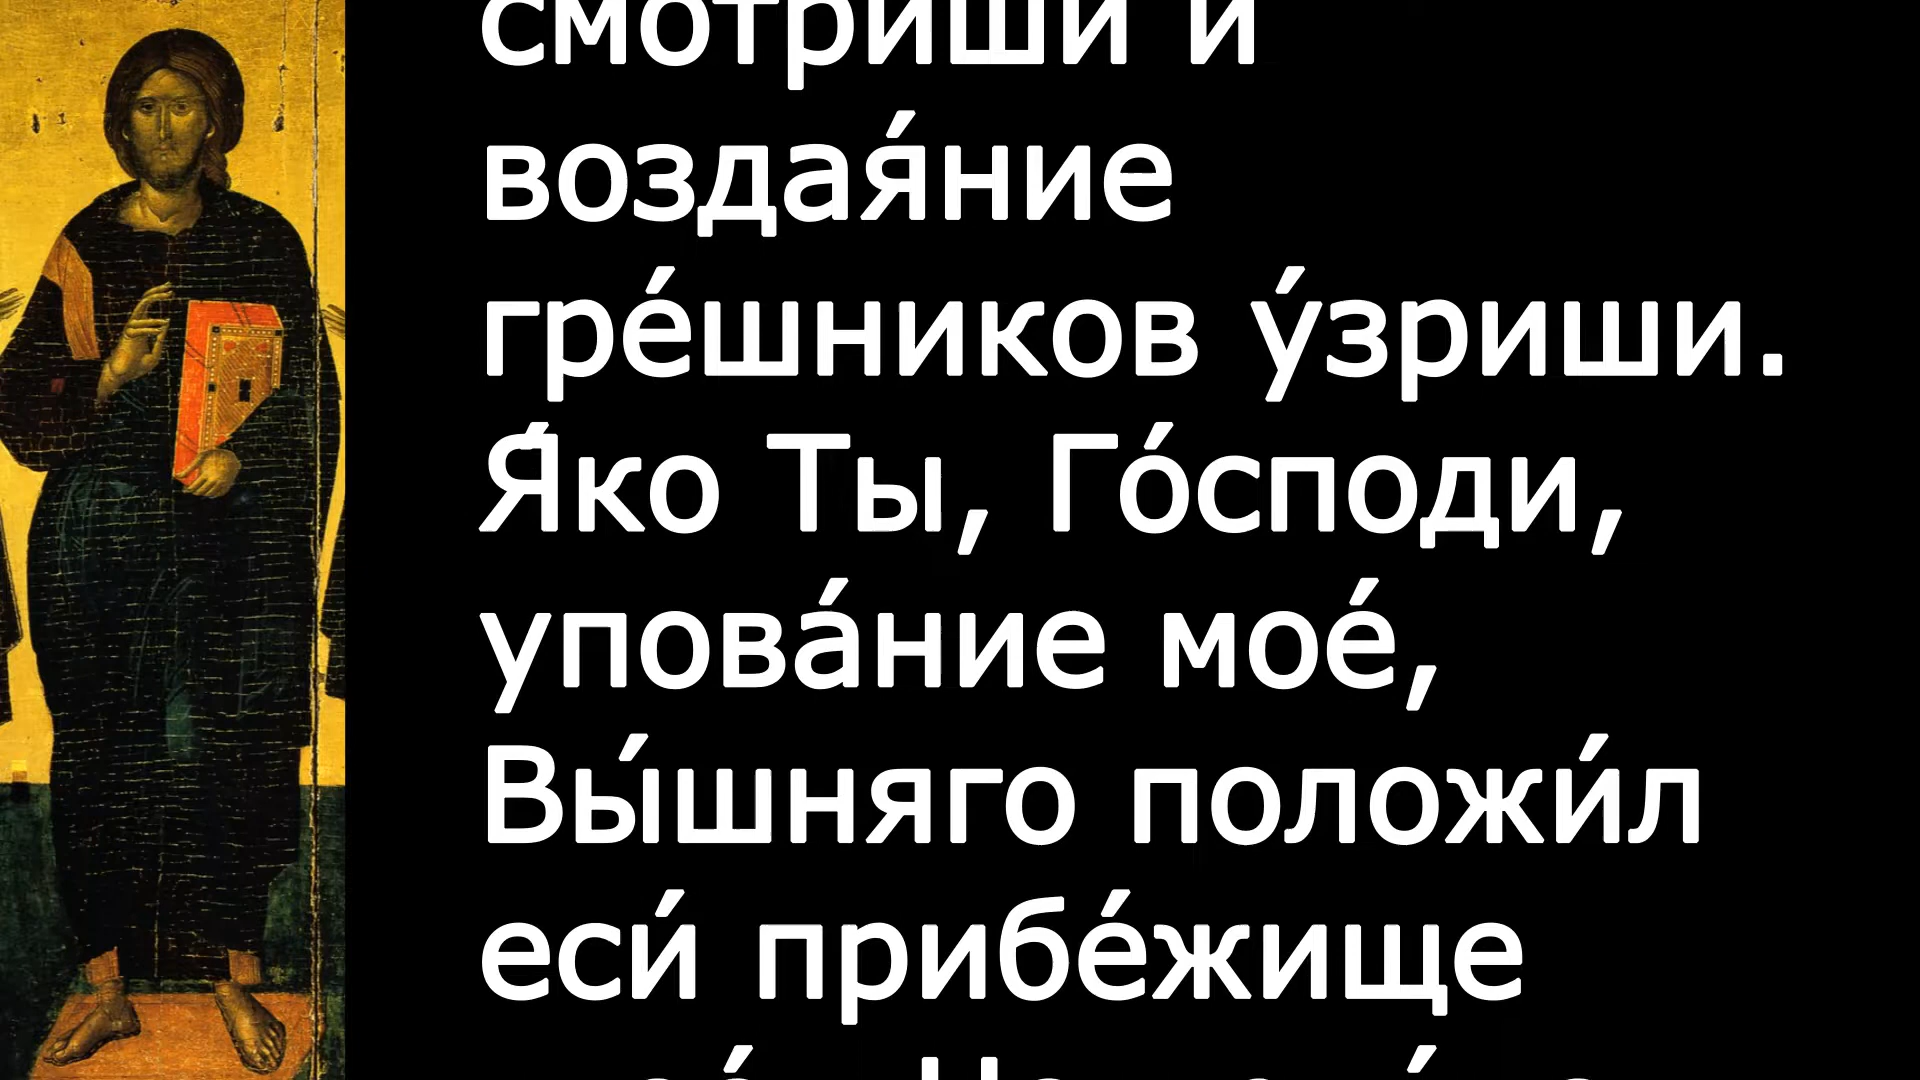 смотриши и
воздая́ние
гре́шников у́зриши.
Я́ко Ты, Го́споди,
упова́ние мое́,
Вы́шняго положи́л
еси́ прибе́жище